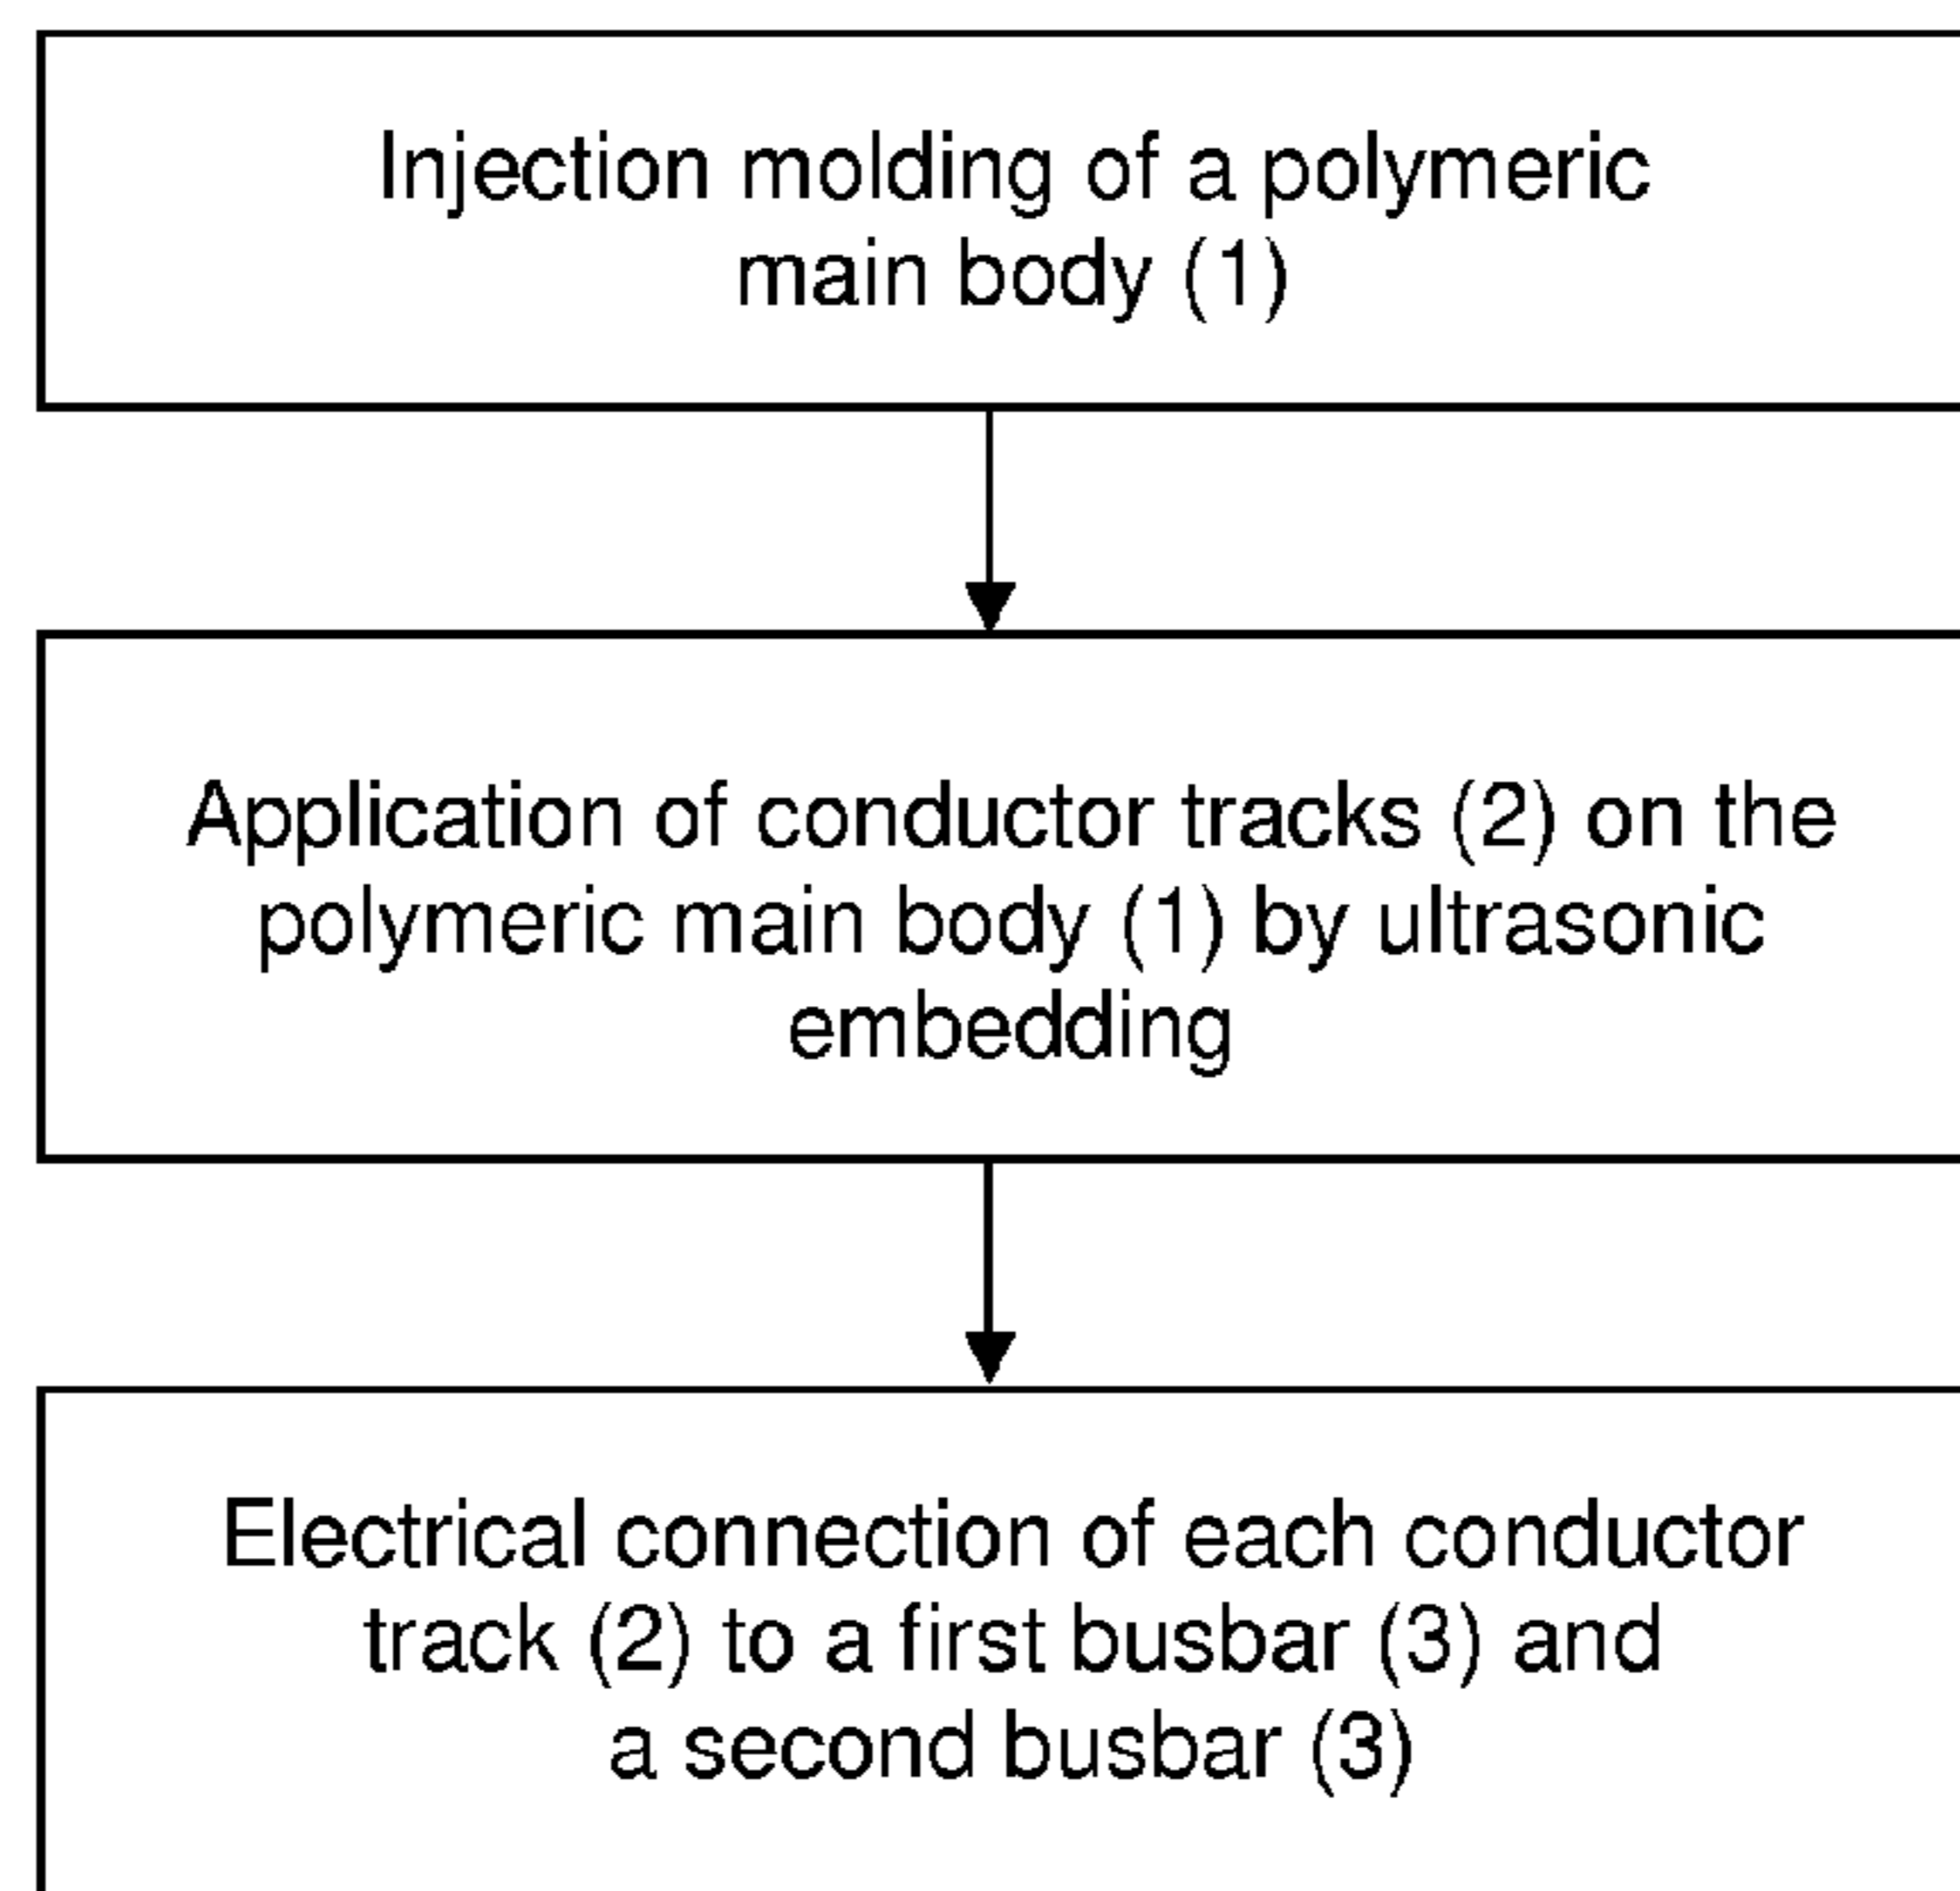 Injection molding of a polymeric
main body (1)
Application of conductor tracks (2) on the
polymeric main body (1) by ultrasonic
embedding
Electrical connection of each conductor
track (2) to a first busbar (3) and
a second busbar (3)